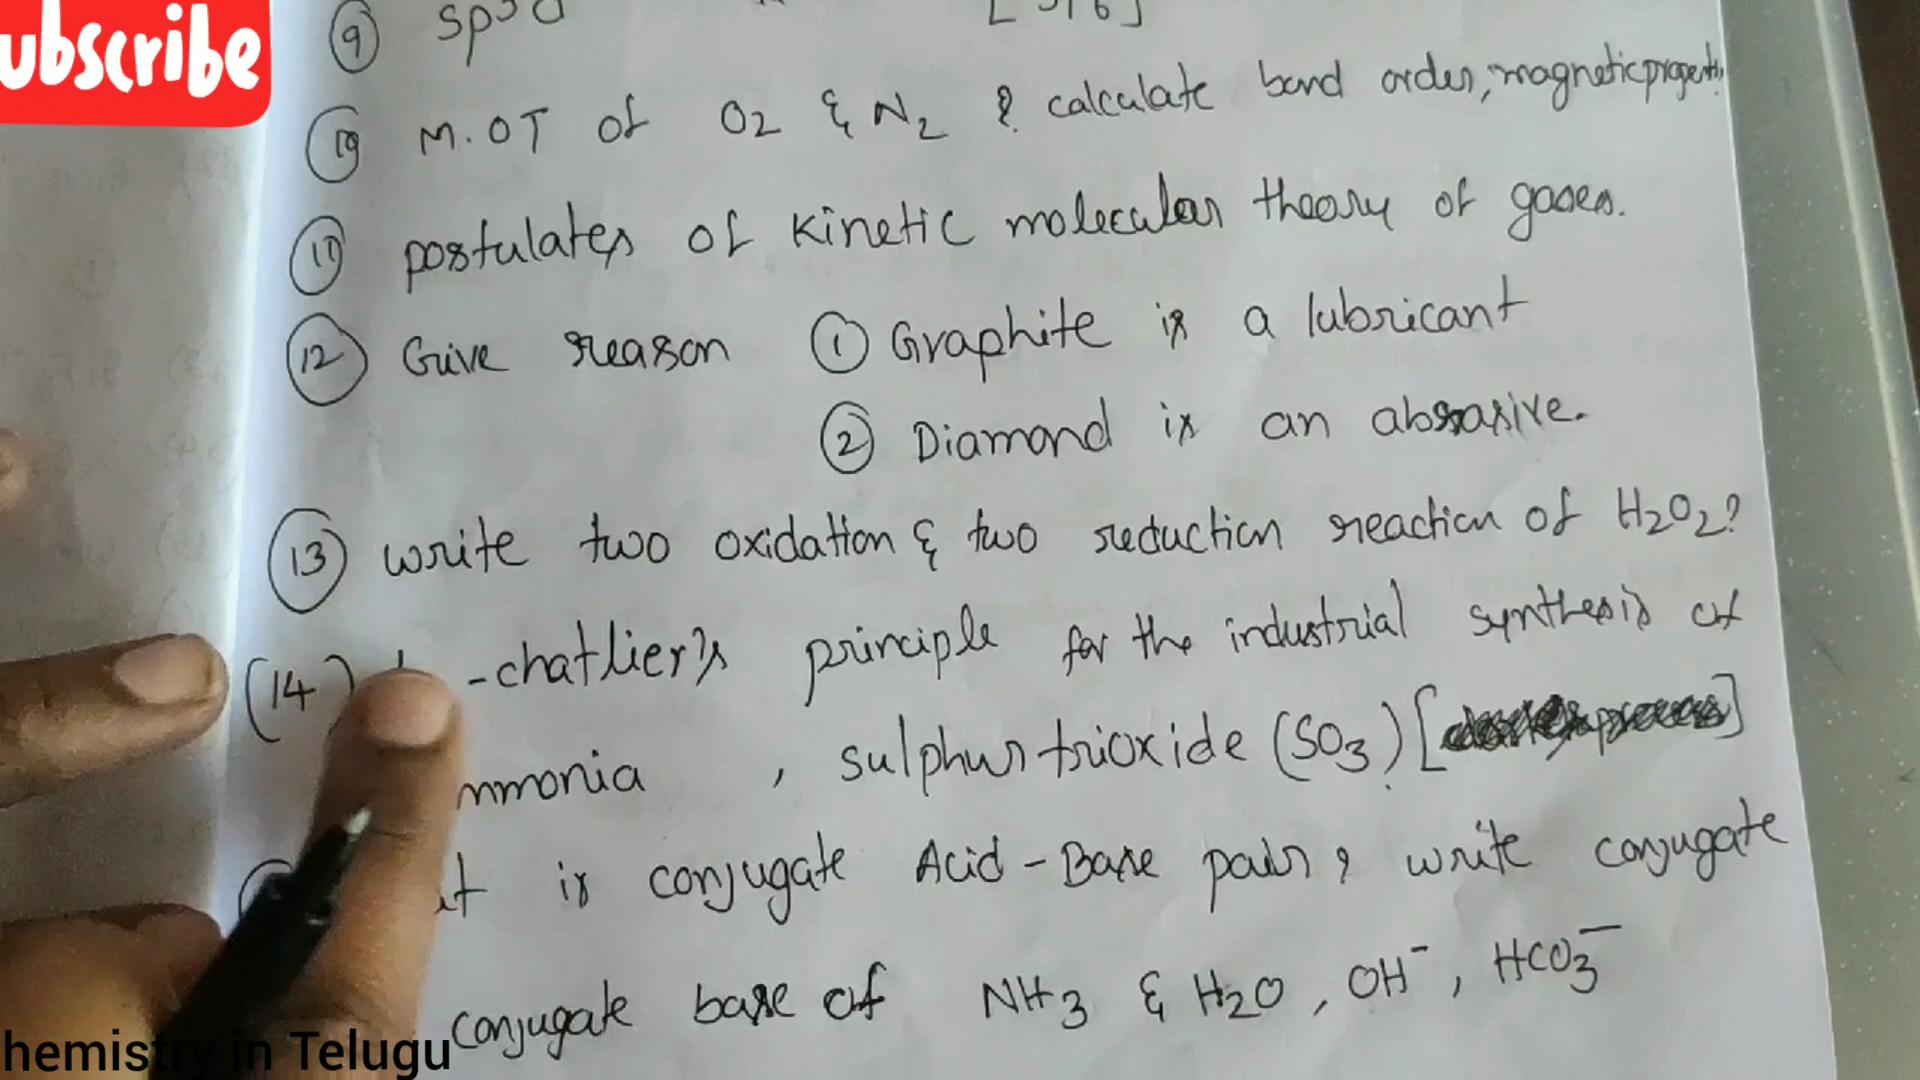 ubscribe
9 sp³d
10 M.OT of O2 & N2 ? calculate bond order, magnetic property
11 postulates of Kinetic molecular theory of gases.
12 Give reason 1 Graphite is a lubricant
2 Diamond is an abrasive.
13 write two oxidation & two reduction reaction of H2O2?
(14) -chatlier's principle for the industrial synthesis of
mmonia , sulphur trioxide (SO3) [ ]
is conjugate Acid-Base pair ? write conjugate
conjugate base of NH3 & H2O , OH⁻, HCO3⁻
hemistry in Telugu